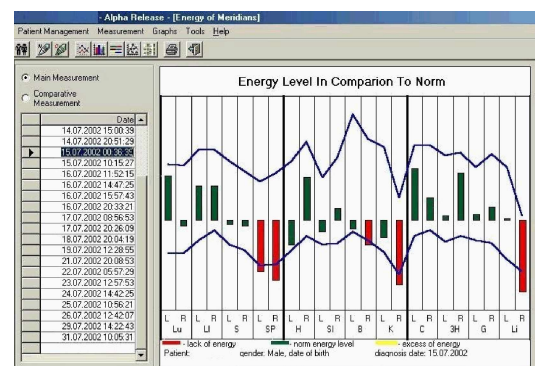 - Alpha Release - [Energy of Meridians]
Patient Management Measurement Graphs Tools Help
Main Measurement
Comparative
Measurement
Date
14.07.2002 15:00:39
14.07.2002 20:51:29
15.07.2002 00:36:39
15.07.2002 10:15:27
16.07.2002 11:52:15
16.07.2002 14:47:25
16.07.2002 15:57:43
16.07.2002 20:33:21
17.07.2002 08:56:53
17.07.2002 20:26:09
18.07.2002 20:04:19
19.07.2002 12:28:55
21.07.2002 20:08:53
22.07.2002 05:57:29
23.07.2002 12:57:53
24.07.2002 14:42:25
25.07.2002 10:56:21
26.07.2002 12:42:07
29.07.2002 14:22:43
31.07.2002 10:05:31
Energy Level In Comparion To Norm
L R L R L R L R L R L R L R L R L R L R L R L R
Lu LI S SP H SI B K C 3H G Li
- lack of energy - norm energy level - excess of energy
Patient: gender: Male, date of birth diagnosis date: 15.07.2002